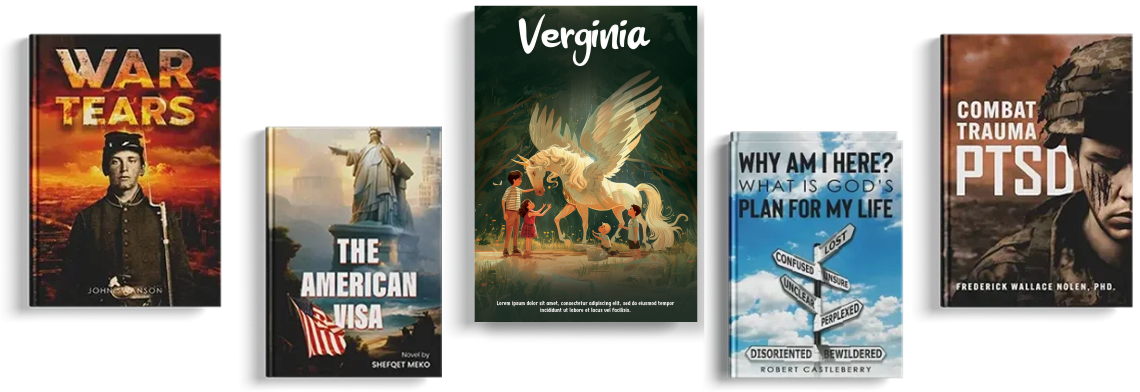 WAR
TEARS
JOHN SWANSON
THE
AMERICAN
VISA
Novel by
SHEFQET MEKO
Verginia
Lorem ipsum dolor sit amet, consectetur adipiscing elit, sed do eiusmod tempor
incididunt ut labore et lacus vel facilisis.
WHY AM I HERE?
WHAT IS GOD'S
PLAN FOR MY LIFE
LOST
CONFUSED
UNSURE
UNCLEAR
PERPLEXED
DISORIENTED
BEWILDERED
ROBERT CASTLEBERRY
COMBAT
TRAUMA
PTSD
FREDERICK WALLACE NOLEN, PHD.